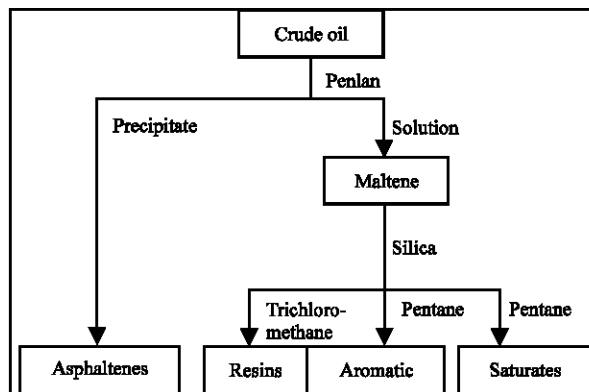 Crude oil
Penlan
Precipitate
Solution
Maltene
Silica
Trichloro-
methane
Pentane
Pentane
Asphaltenes
Resins
Aromatic
Saturates